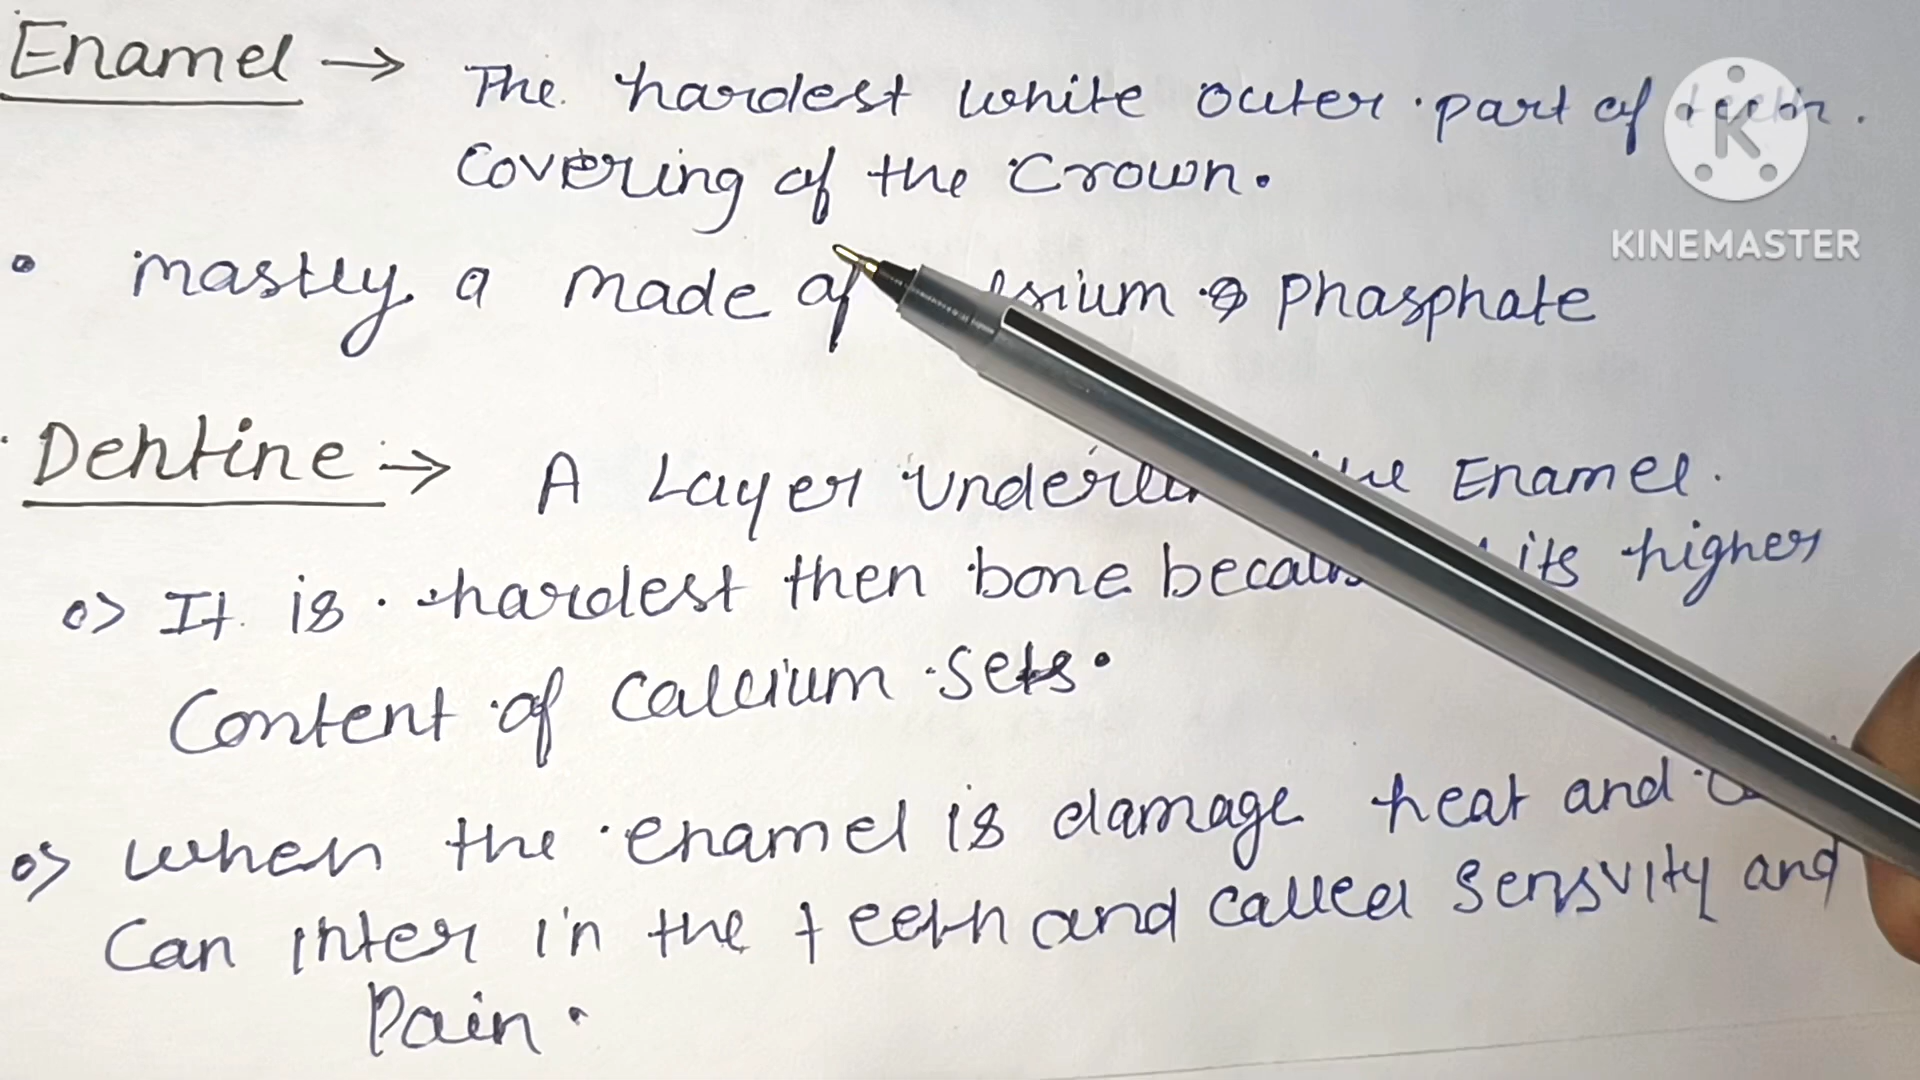 Enamel → The hardest white outer part of teeth.
Covering of the Crown.
• mastly a made of & Phasphate
Dentine → A Layer Enamel.
It is hardest then bone its higher
Content of Calcium sets.
When the enamel is damage heat and
Can inter in the teeth and called Sensvity and
Pain.
KINEMASTER